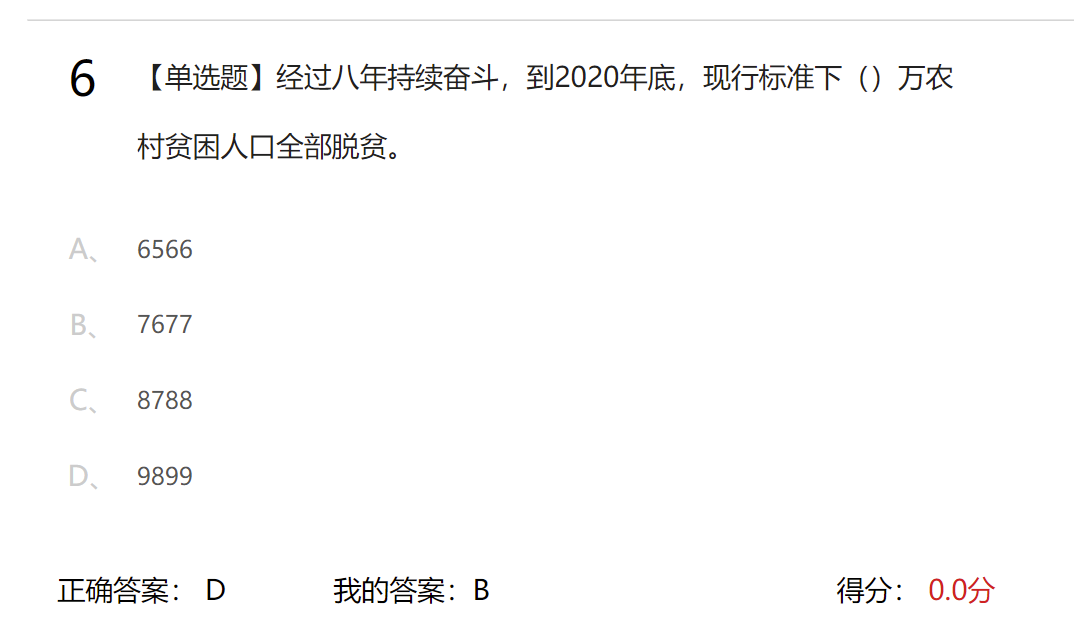 6 【单选题】经过八年持续奋斗，到2020年底，现行标准下（）万农
村贫困人口全部脱贫。
A、 6566
B、 7677
C、 8788
D、 9899
正确答案： D 我的答案：B 得分： 0.0分